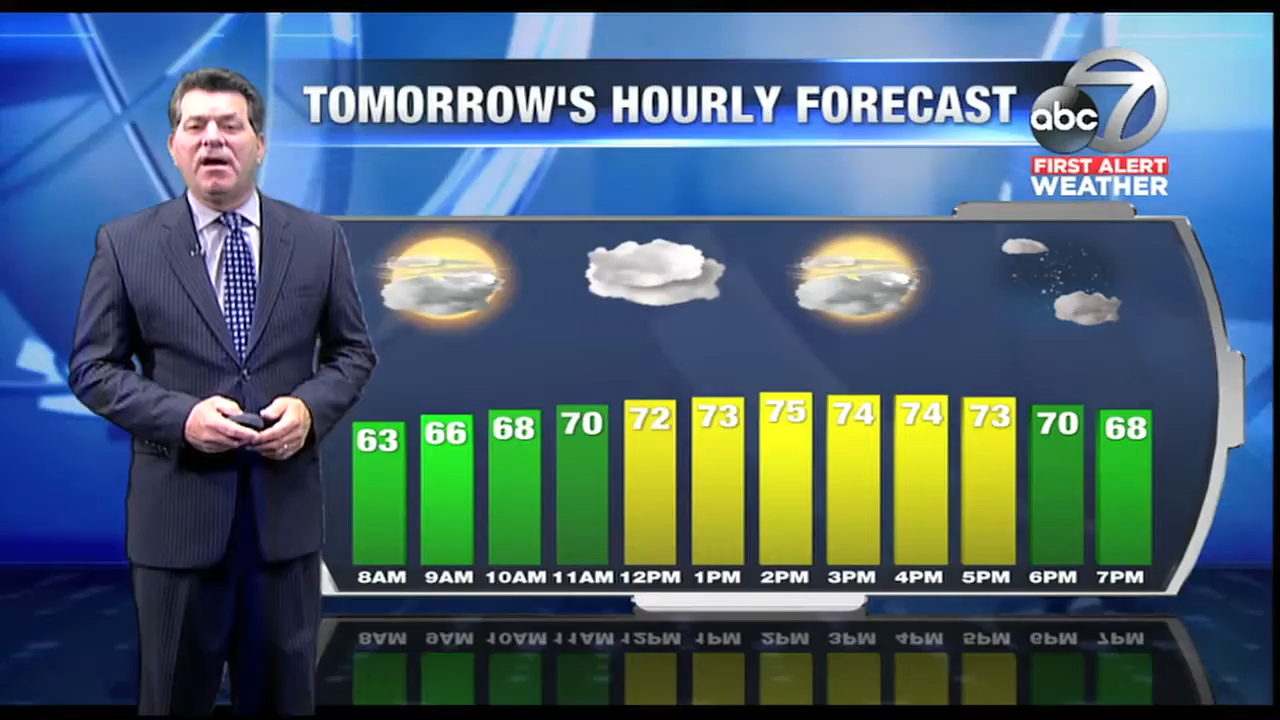 TOMORROW'S HOURLY FORECAST
abc 7
FIRST ALERT
WEATHER
63 66 68 70 72 73 75 74 74 73 70 68
8AM 9AM 10AM 11AM 12PM 1PM 2PM 3PM 4PM 5PM 6PM 7PM